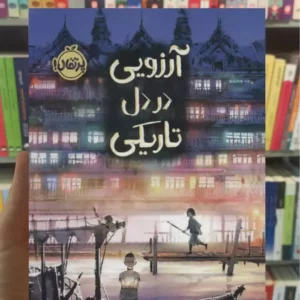 پرتقال
آرزویی
در دل
تاریکی